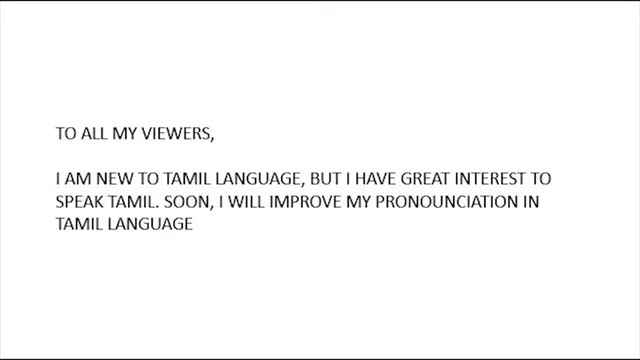 TO ALL MY VIEWERS,
I AM NEW TO TAMIL LANGUAGE, BUT I HAVE GREAT INTEREST TO
SPEAK TAMIL. SOON, I WILL IMPROVE MY PRONOUNCIATION IN
TAMIL LANGUAGE